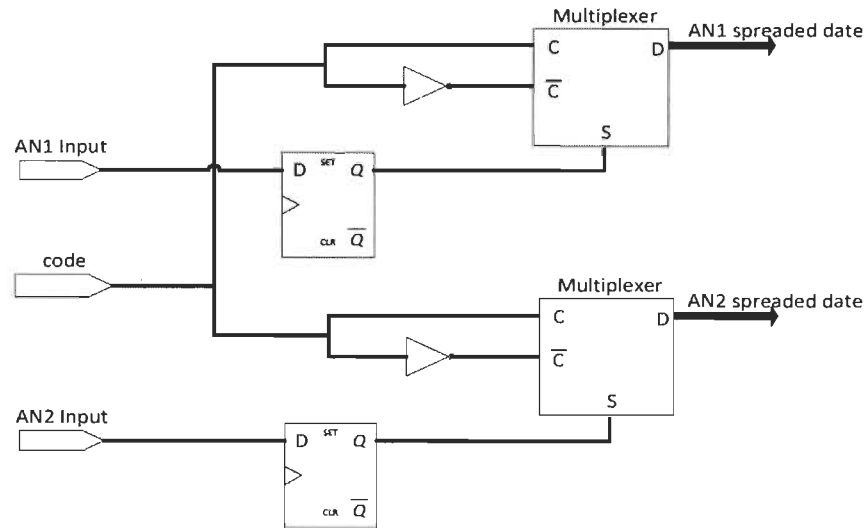 Multiplexer
AN1 spreaded date
C
D
C̅
S
AN1 Input
D
SET
Q
CLR
Q̅
code
Multiplexer
AN2 spreaded date
C
D
C̅
S
AN2 Input
D
SET
Q
CLR
Q̅